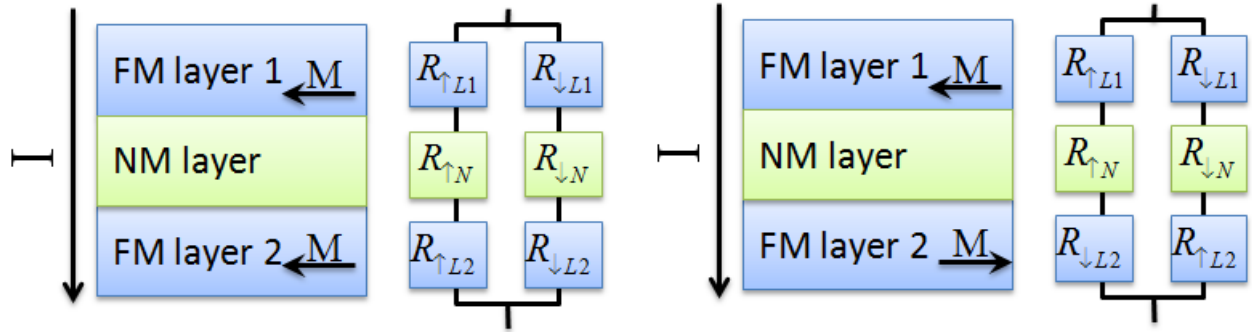 I
FM layer 1
M
NM layer
FM layer 2
M
R↑L1
R↓L1
R↑N
R↓N
R↑L2
R↓L2
I
FM layer 1
M
NM layer
FM layer 2
M
R↑L1
R↓L1
R↑N
R↓N
R↓L2
R↑L2